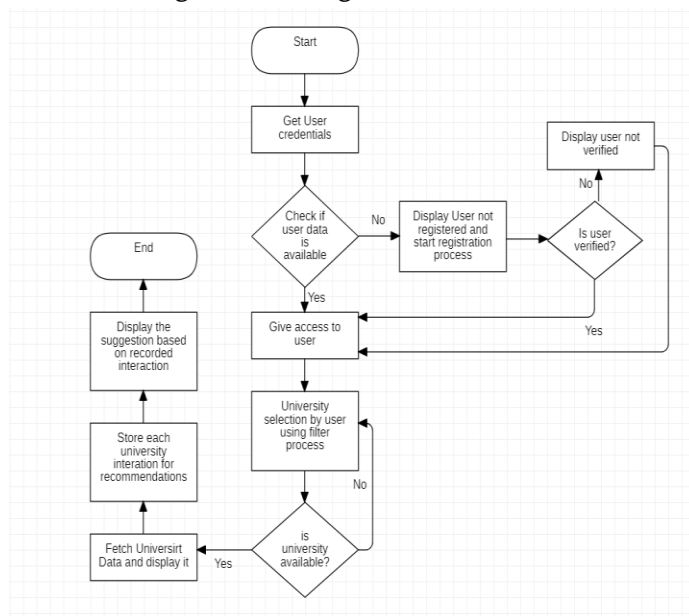 Start
Get User
credentials
Check if
user data
is
available
No
Display User not
registered and
start registration
process
Is user
verified?
No
Display user not
verified
Yes
Yes
Give access to
user
University
selection by user
using filter
process
No
is
university
available?
Yes
Fetch Universirt
Data and display it
Store each
university
interation for
recommendations
Display the
suggestion based
on recorded
interaction
End